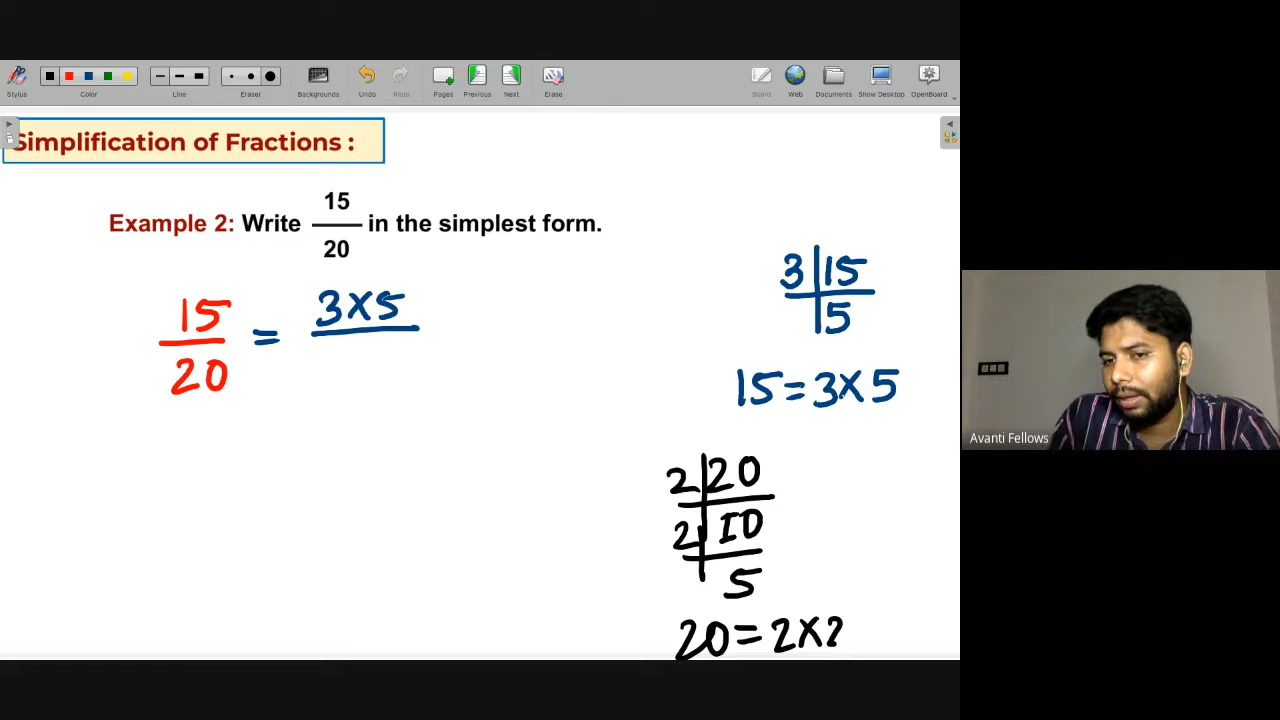 Stylus Color Line Eraser Backgrounds Undo Redo Pages Previous Next Erase Board Web Documents Show Desktop OpenBoard
Simplification of Fractions :
Example 2: Write 15/20 in the simplest form.
15/20 = 3×5
3 15
5
15=3×5
2 20
2 10
5
20=2×2
Avanti Fellows